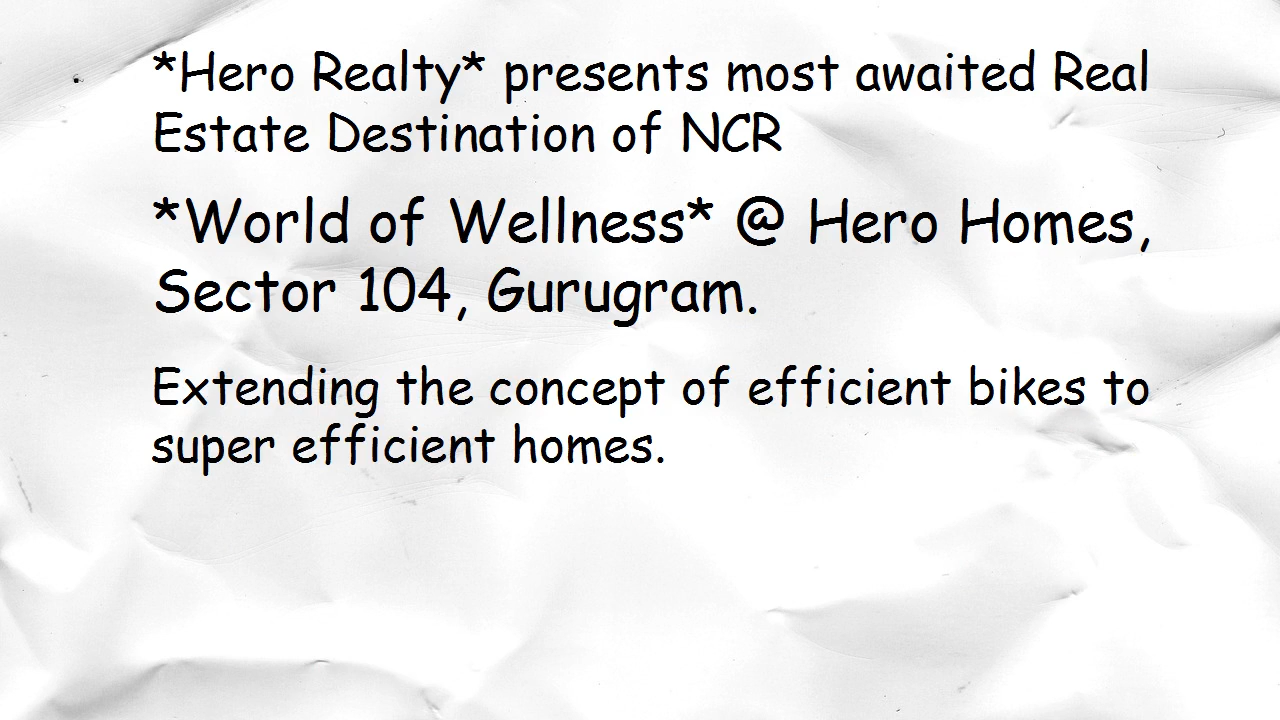 *Hero Realty* presents most awaited Real
Estate Destination of NCR
*World of Wellness* @ Hero Homes,
Sector 104, Gurugram.
Extending the concept of efficient bikes to
super efficient homes.